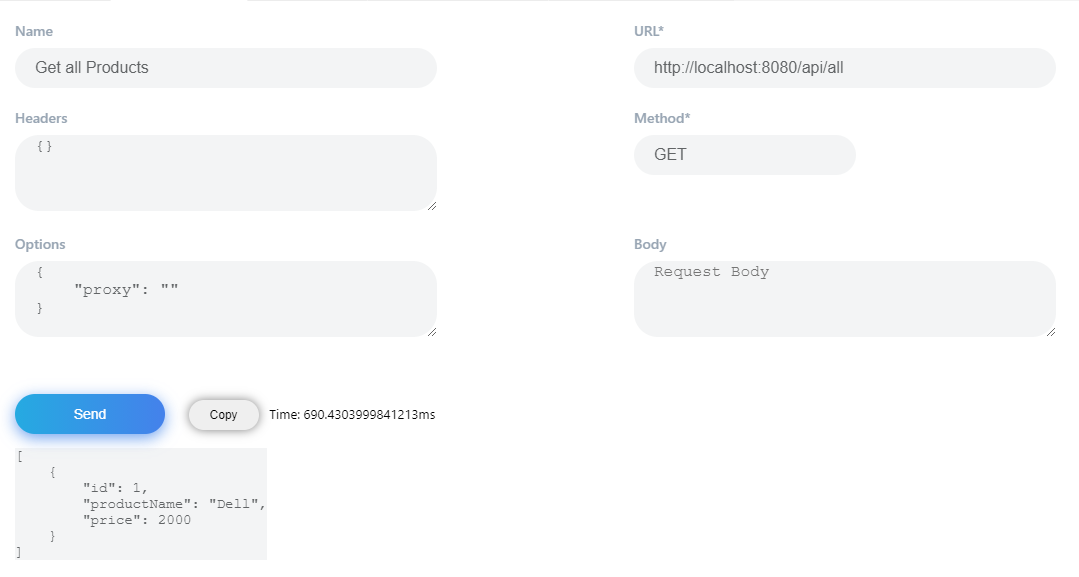 Name
URL*
Get all Products
http://localhost:8080/api/all
Headers
Method*
{}
GET
Options
Body
{
    "proxy": ""
}
Request Body
Send
Copy
Time: 690.4303999841213ms
[
    {
        "id": 1,
        "productName": "Dell",
        "price": 2000
    }
]